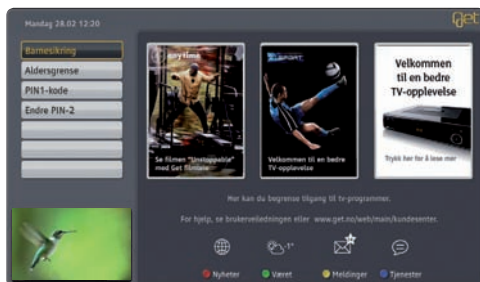 Mandag 28.02 12:20
Get
Barnesikring
Aldersgrense
PIN1-kode
Endre PIN-2
anytime
Se filmen "Unstoppable"
med Get filmleie
SPORT
Velkommen til en bedre
TV-opplevelse
Velkommen
til en bedre
TV-opplevelse
Trykk her for å lese mer
Her kan du begrense tilgang til tv-programmer.
For hjelp, se brukerveiledningen eller www.get.no/web/main/kundesenter.
-1°
Nyheter
Været
Meldinger
Tjenester